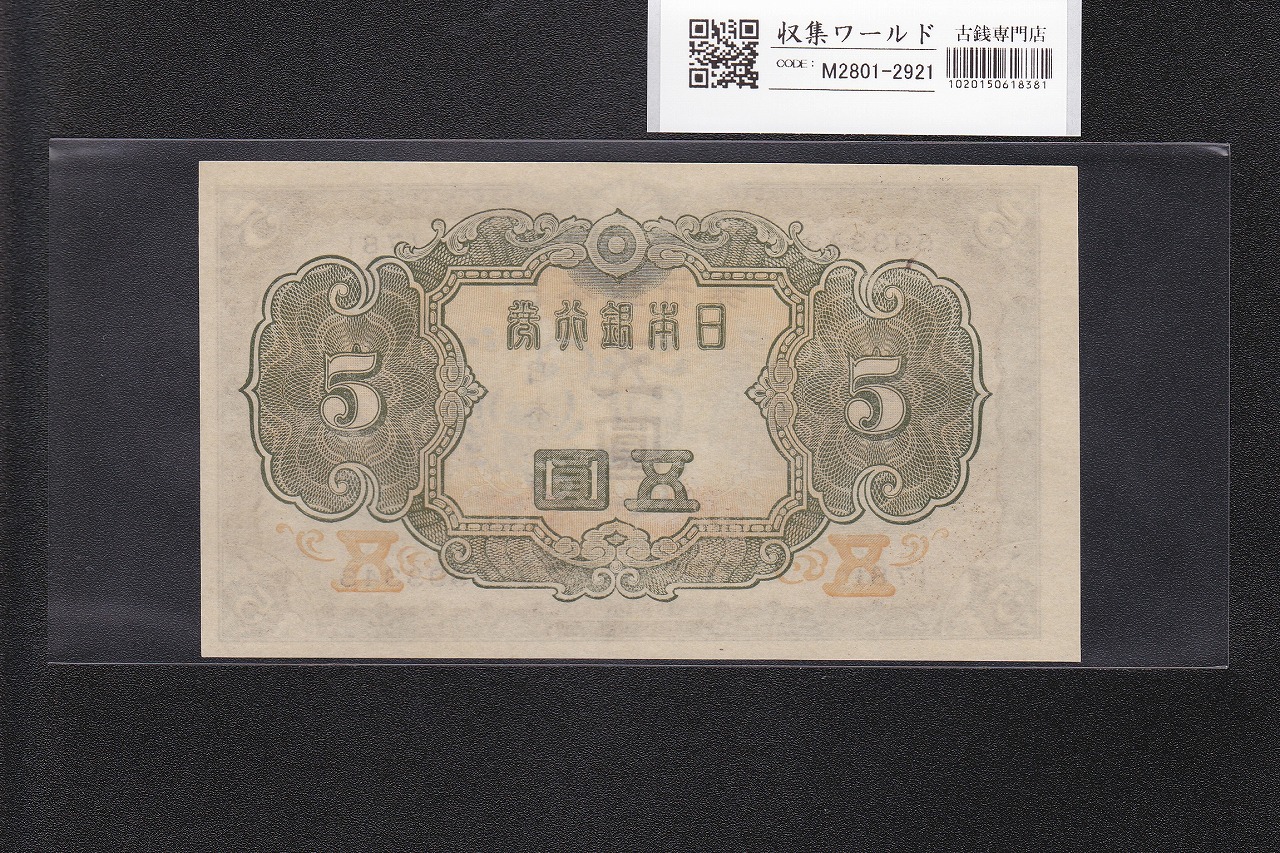 収集ワールド 古銭専門店
CODE: M2801-2921
1020150618381
日本銀行券
5 5
五圓
五 五